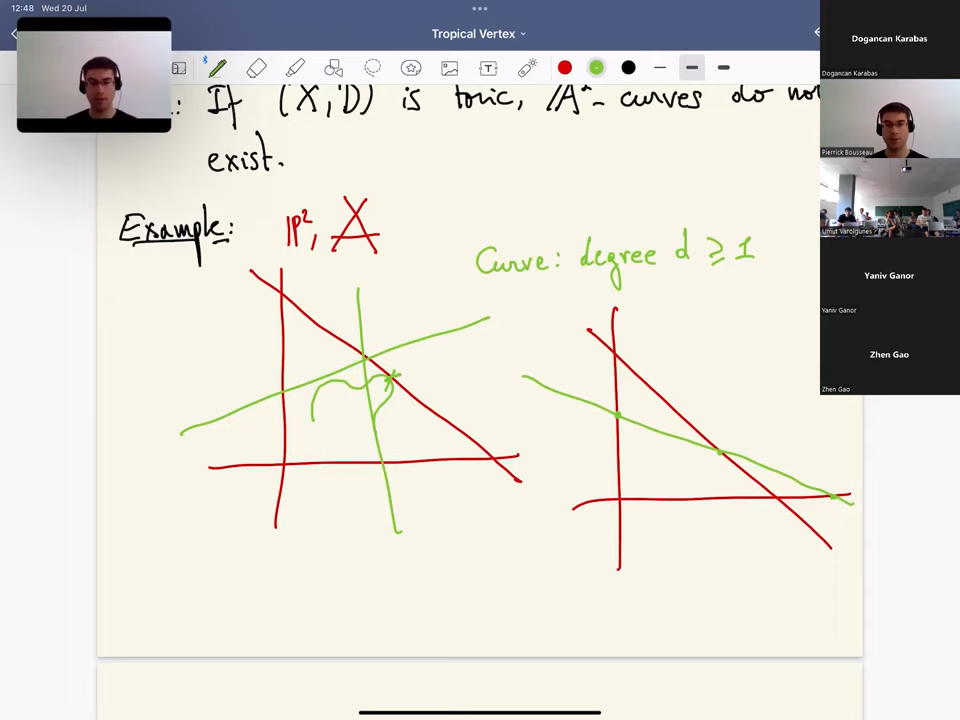 12:48 Wed 20 Jul
Tropical Vertex
: If (X, D) is toric, A¹-curves do not
exist.
Example: P²,
Curve: degree d ≥ 1
Dogancan Karabas
Dogancan Karabas
Pierrick Bousseau
Umut Varolgunes
Yaniv Ganor
Yaniv Ganor
Zhen Gao
Zhen Gao